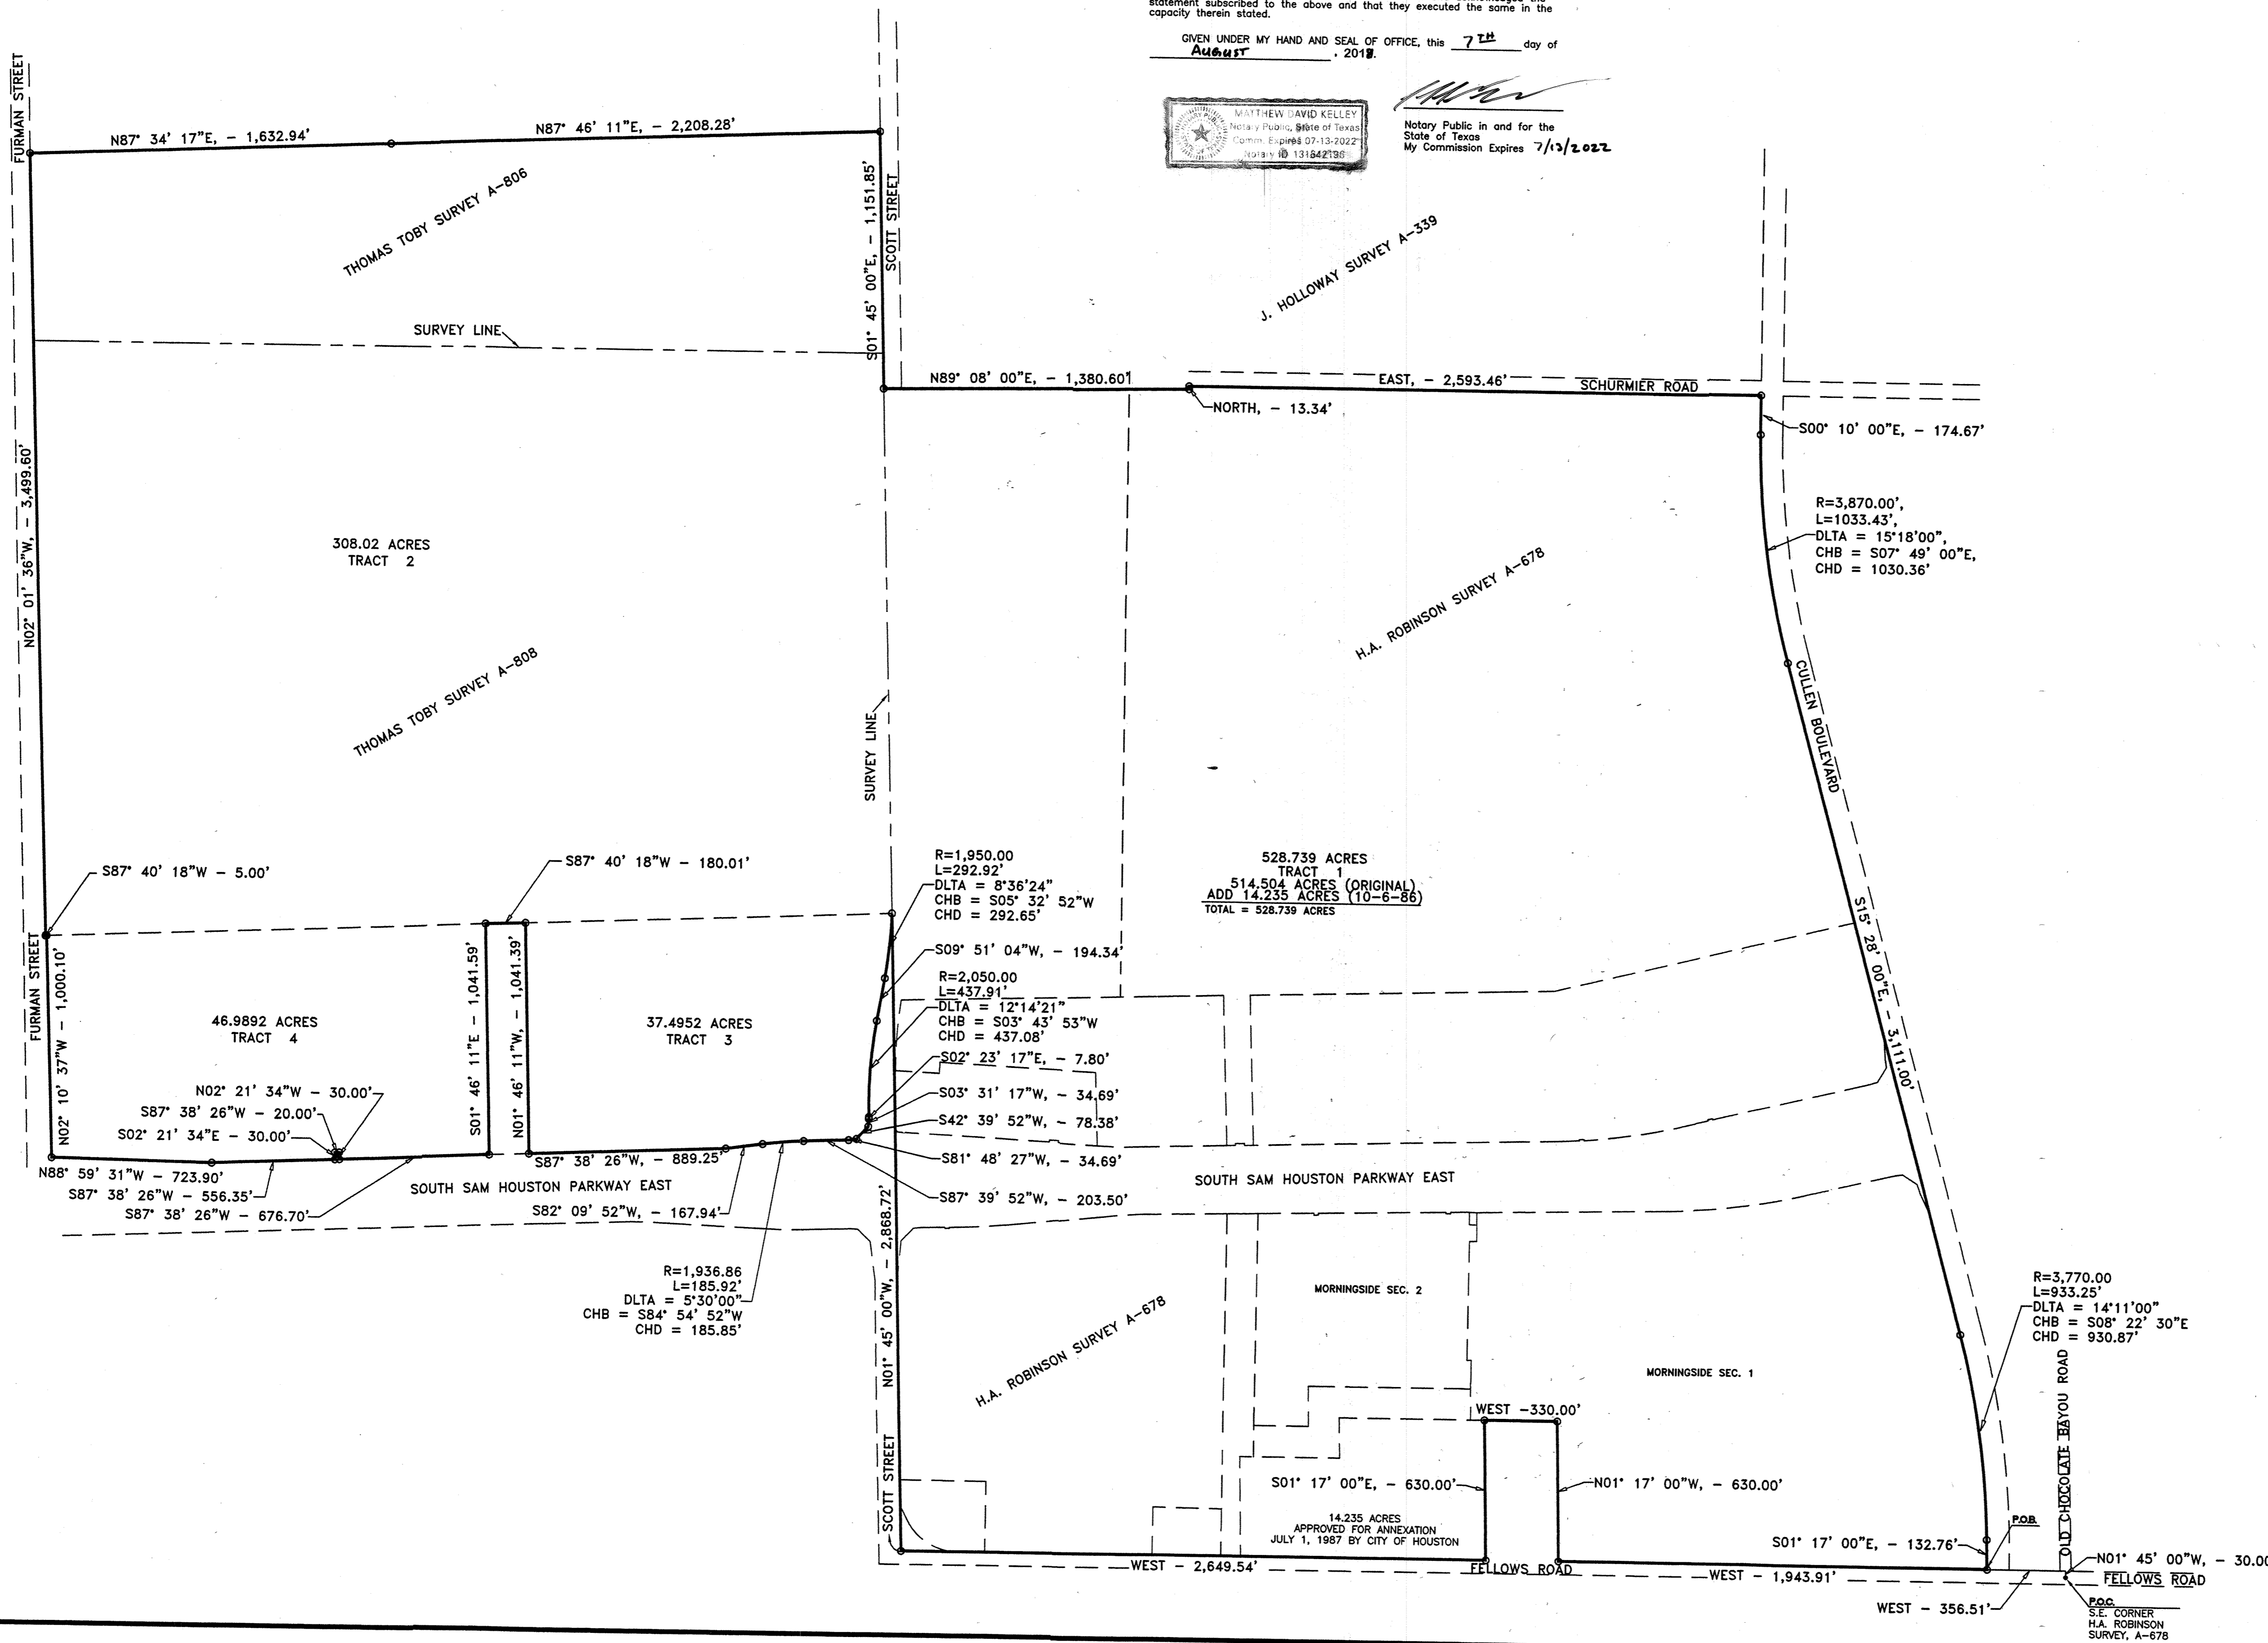 statement subscribed to the above and that they executed the same in the
capacity therein stated.
GIVEN UNDER MY HAND AND SEAL OF OFFICE, this 7TH day of
AUGUST , 2018.
MATTHEW DAVID KELLEY
Notary Public, State of Texas
Comm. Expires 07-13-2022
Notary ID 131642196
Notary Public in and for the
State of Texas
My Commission Expires 7/13/2022
FURMAN STREET
N87° 34' 17"E, - 1,632.94'
N87° 46' 11"E, - 2,208.28'
S01° 45' 00"E, - 1,151.85'
SCOTT STREET
THOMAS TOBY SURVEY A-806
J. HOLLOWAY SURVEY A-339
SURVEY LINE
N89° 08' 00"E, - 1,380.60'
EAST, - 2,593.46'
SCHURMIER ROAD
NORTH, - 13.34'
S00° 10' 00"E, - 174.67'
N02° 01' 36"W, - 3,499.60'
308.02 ACRES
TRACT 2
R=3,870.00',
L=1033.43',
DLTA = 15°18'00",
CHB = S07° 49' 00"E,
CHD = 1030.36'
H.A. ROBINSON SURVEY A-678
THOMAS TOBY SURVEY A-808
SURVEY LINE
CULLEN BOULEVARD
S87° 40' 18"W - 5.00'
S87° 40' 18"W - 180.01'
R=1,950.00
L=292.92'
DLTA = 8°36'24"
CHB = S05° 32' 52"W
CHD = 292.65'
528.739 ACRES
TRACT 1
514.504 ACRES (ORIGINAL)
ADD 14.235 ACRES (10-6-86)
TOTAL = 528.739 ACRES
S15° 28' 00"E, - 3,111.00'
FURMAN STREET
N02° 10' 37"W - 1,000.10'
S01° 46' 11"E - 1,041.59'
N01° 46' 11"W, - 1,041.39'
S09° 51' 04"W, - 194.34'
R=2,050.00
L=437.91'
DLTA = 12°14'21"
CHB = S03° 43' 53"W
CHD = 437.08'
46.9892 ACRES
TRACT 4
37.4952 ACRES
TRACT 3
S02° 23' 17"E, - 7.80'
S03° 31' 17"W, - 34.69'
S42° 39' 52"W, - 78.38'
S81° 48' 27"W, - 34.69'
S87° 39' 52"W, - 203.50'
N02° 21' 34"W - 30.00'
S87° 38' 26"W - 20.00'
S02° 21' 34"E - 30.00'
N88° 59' 31"W - 723.90'
S87° 38' 26"W - 556.35'
S87° 38' 26"W - 676.70'
S87° 38' 26"W, - 889.25'
SOUTH SAM HOUSTON PARKWAY EAST
S82° 09' 52"W, - 167.94'
SOUTH SAM HOUSTON PARKWAY EAST
N01° 45' 00"W, - 2,868.72'
R=1,936.86
L=185.92'
DLTA = 5°30'00"
CHB = S84° 54' 52"W
CHD = 185.85'
MORNINGSIDE SEC. 2
H.A. ROBINSON SURVEY A-678
MORNINGSIDE SEC. 1
R=3,770.00
L=933.25'
DLTA = 14°11'00"
CHB = S08° 22' 30"E
CHD = 930.87'
OLD CHOCOLATE BAYOU ROAD
WEST -330.00'
SCOTT STREET
S01° 17' 00"E, - 630.00'
N01° 17' 00"W, - 630.00'
14.235 ACRES
APPROVED FOR ANNEXATION
JULY 1, 1987 BY CITY OF HOUSTON
S01° 17' 00"E, - 132.76'
P.O.B.
WEST - 2,649.54'
FELLOWS ROAD
WEST - 1,943.91'
N01° 45' 00"W, - 30.00
FELLOWS ROAD
WEST - 356.51'
P.O.C.
S.E. CORNER
H.A. ROBINSON
SURVEY, A-678